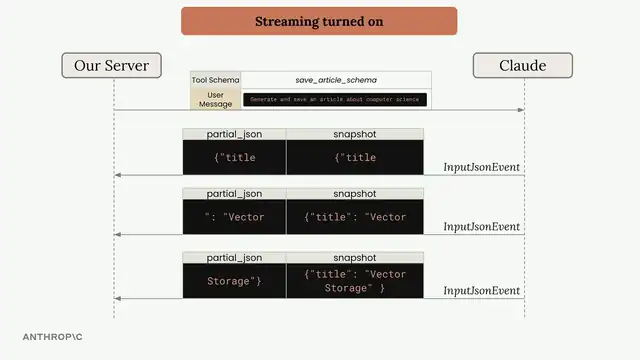 Streaming turned on
Our Server
Claude
Tool Schema
save_article_schema
User
Message
Generate and save an article about computer science
partial_json
snapshot
{"title
{"title
InputJsonEvent
partial_json
snapshot
": "Vector
{"title": "Vector
InputJsonEvent
partial_json
snapshot
Storage"}
{"title": "Vector
Storage" }
InputJsonEvent
ANTHROP\C